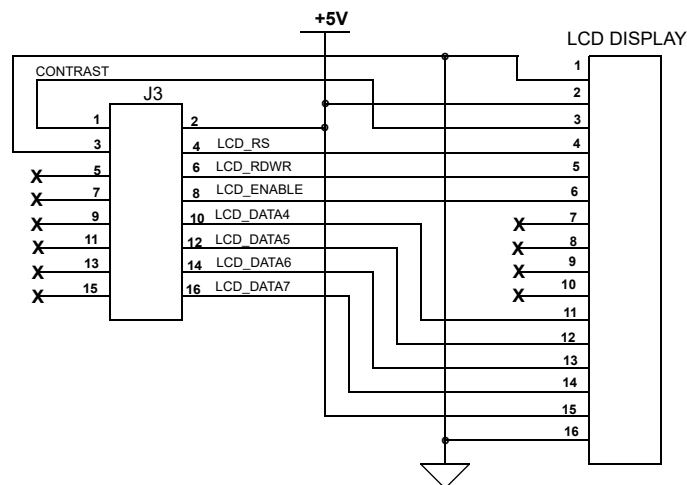 +5V
LCD DISPLAY
CONTRAST
J3
1
2
3
4
LCD_RS
5
6
LCD_RDWR
7
8
LCD_ENABLE
9
10
LCD_DATA4
11
12
LCD_DATA5
13
14
LCD_DATA6
15
16
LCD_DATA7
X
X
X
X
X
X
1
2
3
4
5
6
7
8
9
10
11
12
13
14
15
16
X
X
X
X